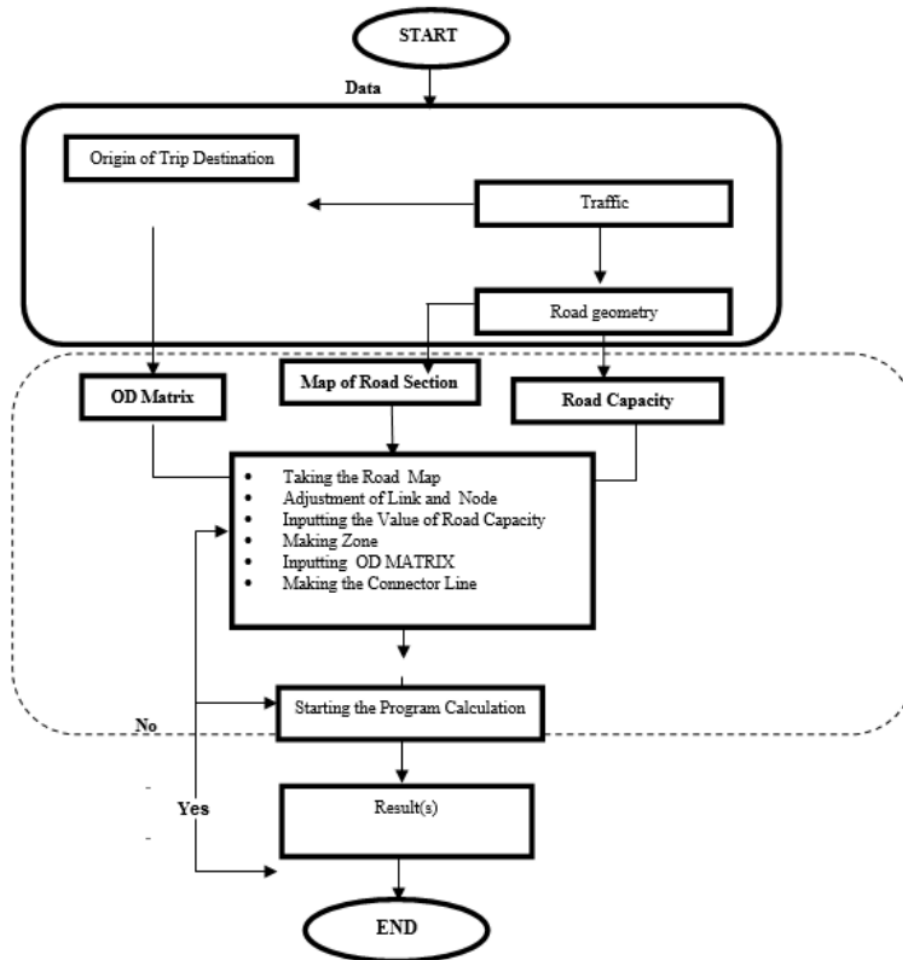 START
Data
Origin of Trip Destination
Traffic
Road geometry
OD Matrix
Map of Road Section
Road Capacity
• Taking the Road Map
• Adjustment of Link and Node
• Inputting the Value of Road Capacity
• Making Zone
• Inputting OD MATRIX
• Making the Connector Line
Starting the Program Calculation
No
Result(s)
Yes
END